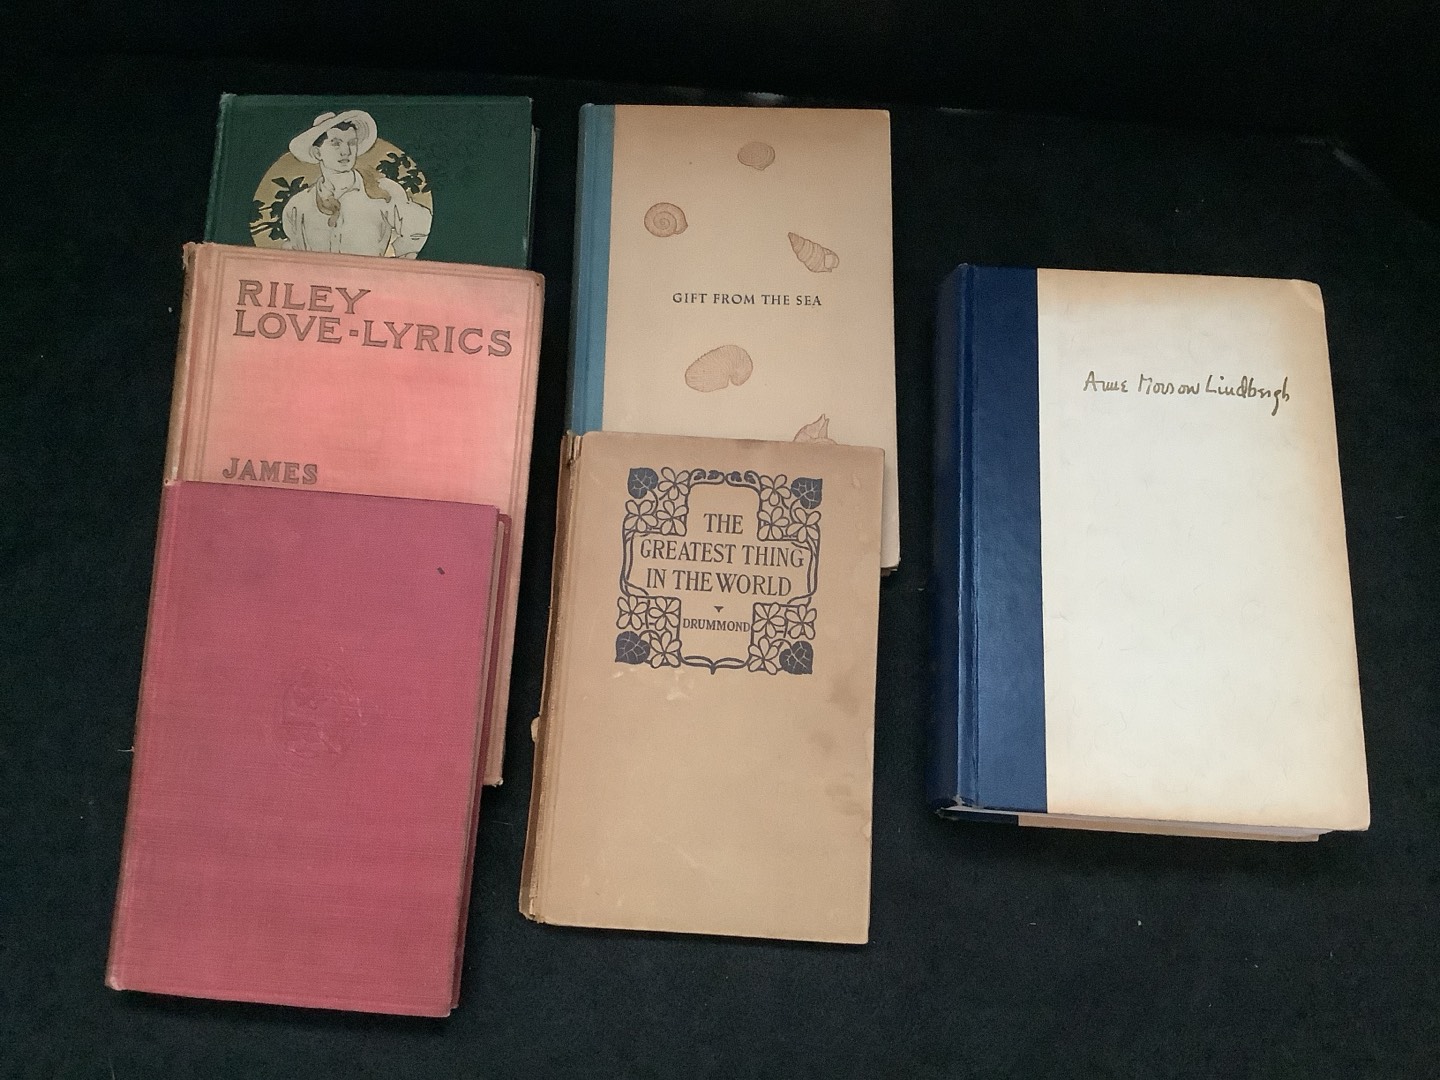 RILEY
LOVE-LYRICS
JAMES
GIFT FROM THE SEA
THE
GREATEST THING
IN THE WORLD
DRUMMOND
Anne Morrow Lindbergh